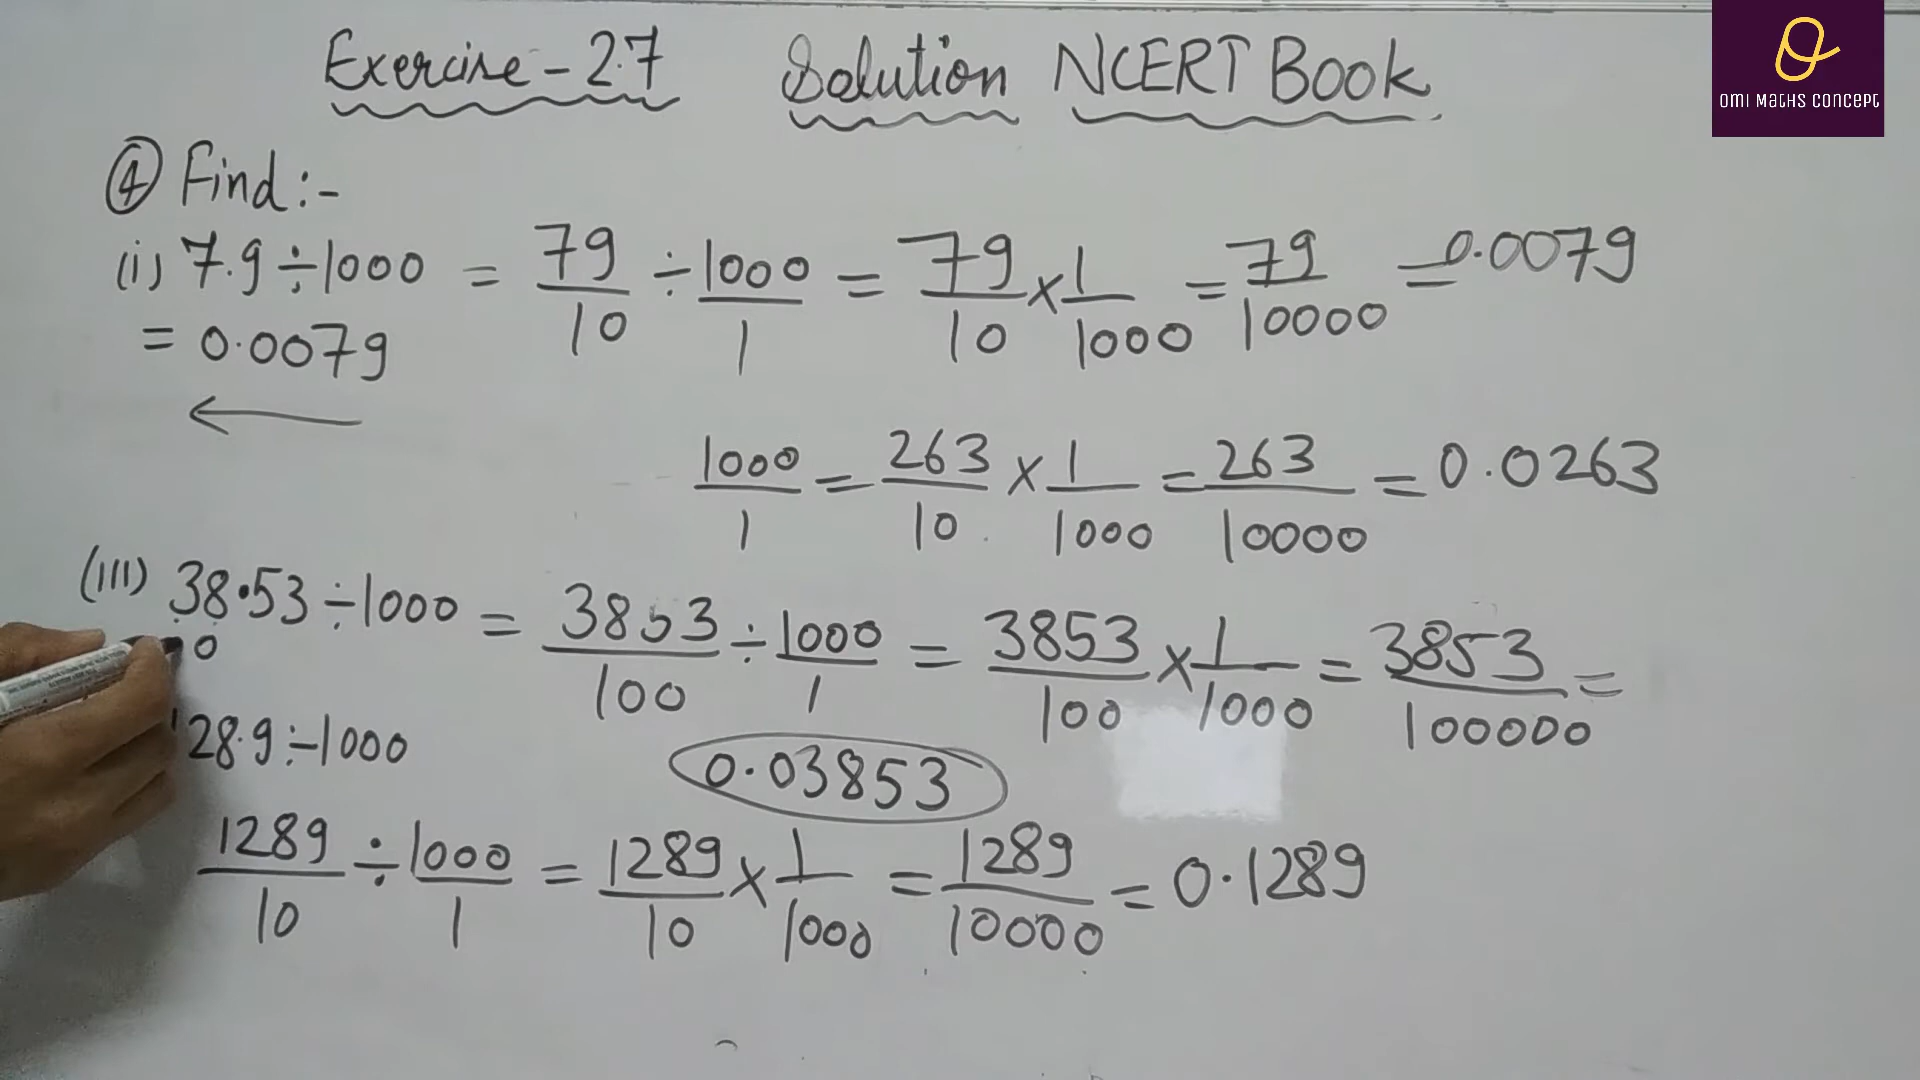 Exercise - 2.7 Solution NCERT Book
OMI MATHS CONCEPT
④ Find :-
(i) 7.9 ÷ 1000 = 79/10 ÷ 1000/1 = 79/10 × 1/1000 = 79/10000 = 0.0079
= 0.0079
1000/1 = 263/10 × 1/1000 = 263/10000 = 0.0263
(iii) 38.53 ÷ 1000 = 3853/100 ÷ 1000/1 = 3853/100 × 1/1000 = 3853/100000 =
0
128.9 ÷ 1000
0.03853
1289/10 ÷ 1000/1 = 1289/10 × 1/1000 = 1289/10000 = 0.1289